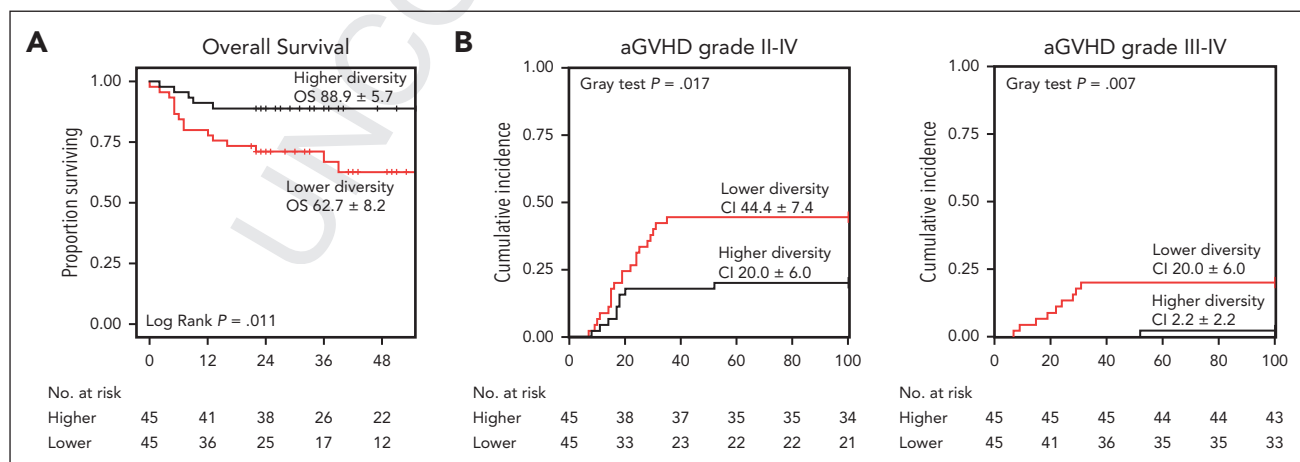 A
Overall Survival
Proportion surviving
1.00
0.75
0.50
0.25
0.00
Higher diversity
OS 88.9 ± 5.7
Lower diversity
OS 62.7 ± 8.2
Log Rank P = .011
0 12 24 36 48
No. at risk
Higher 45 41 38 26 22
Lower 45 36 25 17 12
B
aGVHD grade II-IV
Cumulative incidence
1.00
0.75
0.50
0.25
0.00
Gray test P = .017
Lower diversity
CI 44.4 ± 7.4
Higher diversity
CI 20.0 ± 6.0
0 20 40 60 80 100
No. at risk
Higher 45 38 37 35 35 34
Lower 45 33 23 22 22 21
aGVHD grade III-IV
Cumulative incidence
1.00
0.75
0.50
0.25
0.00
Gray test P = .007
Lower diversity
CI 20.0 ± 6.0
Higher diversity
CI 2.2 ± 2.2
0 20 40 60 80 100
No. at risk
Higher 45 45 45 44 44 43
Lower 45 41 36 35 35 33
UNCO